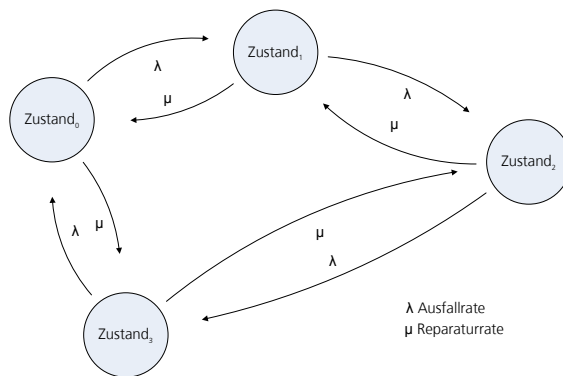 Zustand₁
λ
μ
λ
μ
Zustand₀
Zustand₂
λ
μ
μ
λ
Zustand₃
λ Ausfallrate
μ Reparaturrate